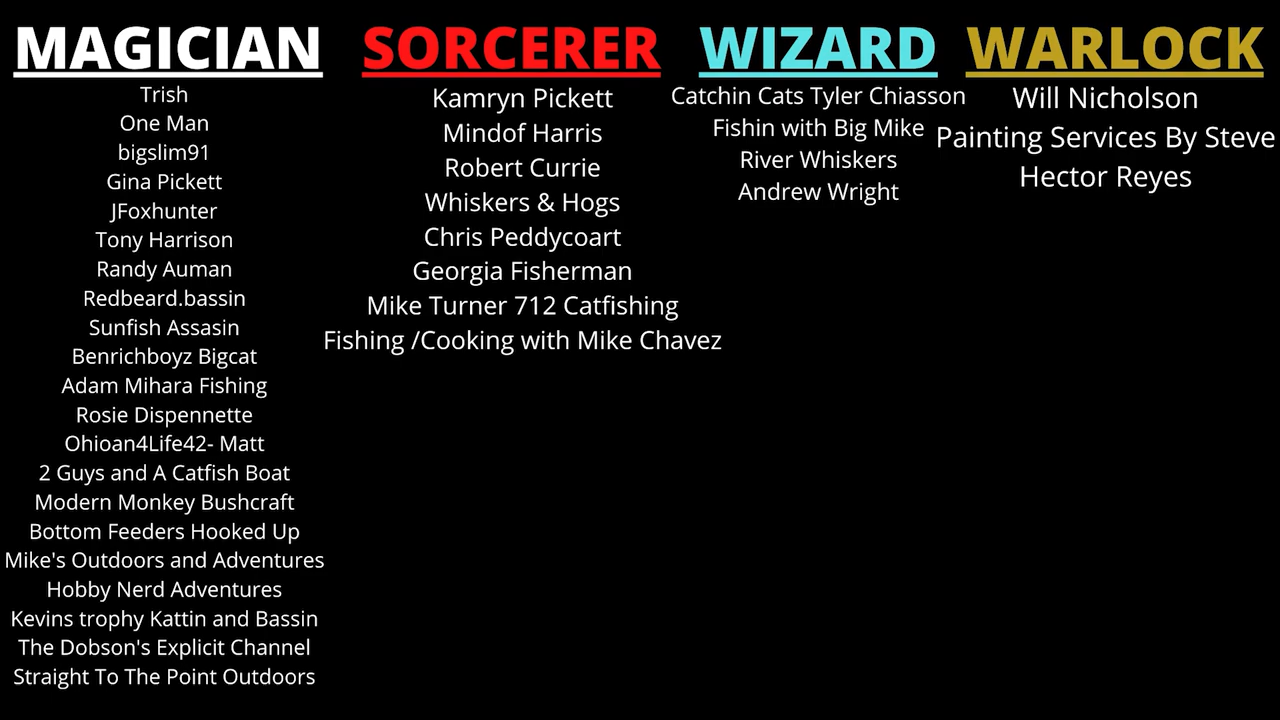 MAGICIAN
Trish
One Man
bigslim91
Gina Pickett
JFoxhunter
Tony Harrison
Randy Auman
Redbeard.bassin
Sunfish Assasin
Benrichboyz Bigcat
Adam Mihara Fishing
Rosie Dispennette
Ohioan4Life42- Matt
2 Guys and A Catfish Boat
Modern Monkey Bushcraft
Bottom Feeders Hooked Up
Mike's Outdoors and Adventures
Hobby Nerd Adventures
Kevins trophy Kattin and Bassin
The Dobson's Explicit Channel
Straight To The Point Outdoors
SORCERER
Kamryn Pickett
Mindof Harris
Robert Currie
Whiskers & Hogs
Chris Peddycoart
Georgia Fisherman
Mike Turner 712 Catfishing
Fishing /Cooking with Mike Chavez
WIZARD
Catchin Cats Tyler Chiasson
Fishin with Big Mike
River Whiskers
Andrew Wright
WARLOCK
Will Nicholson
Painting Services By Steve
Hector Reyes